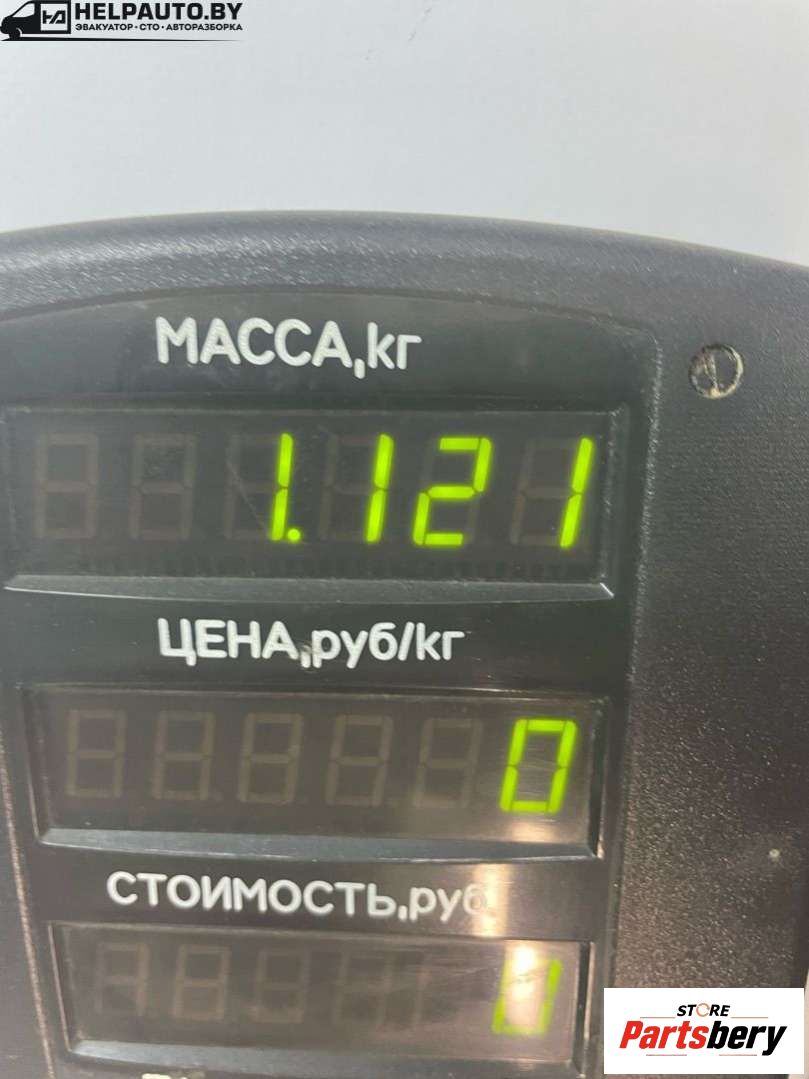 HELPAUTO.BY
ЭВАКУАТОР • СТО • АВТОРАЗБОРКА
МАССА,кг
1.121
ЦЕНА,руб/кг
0
СТОИМОСТЬ,руб
0
STORE
Partsbery